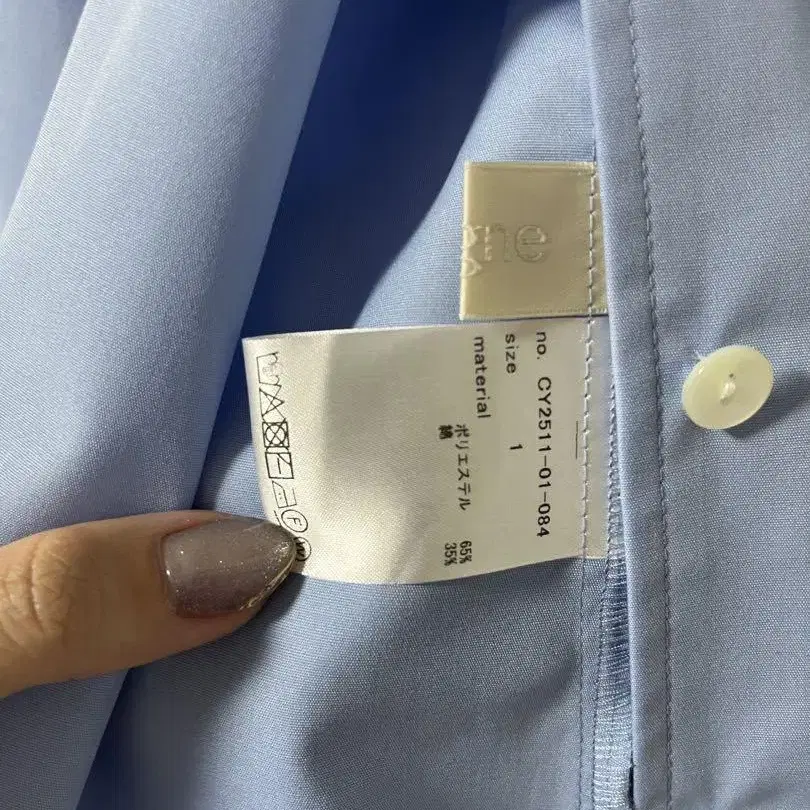 no. CY2511-01-084
size 1
material
ポリエステル 65%
綿 35%
F
W